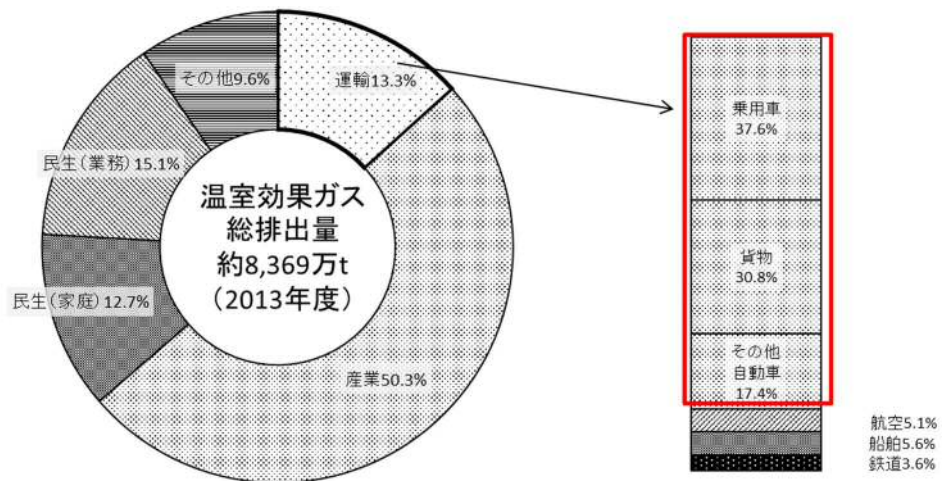 その他9.6%
運輸13.3%
民生(業務)15.1%
民生(家庭)12.7%
産業50.3%
温室効果ガス
総排出量
約8,369万t
(2013年度)
乗用車
37.6%
貨物
30.8%
その他
自動車
17.4%
航空5.1%
船舶5.6%
鉄道3.6%